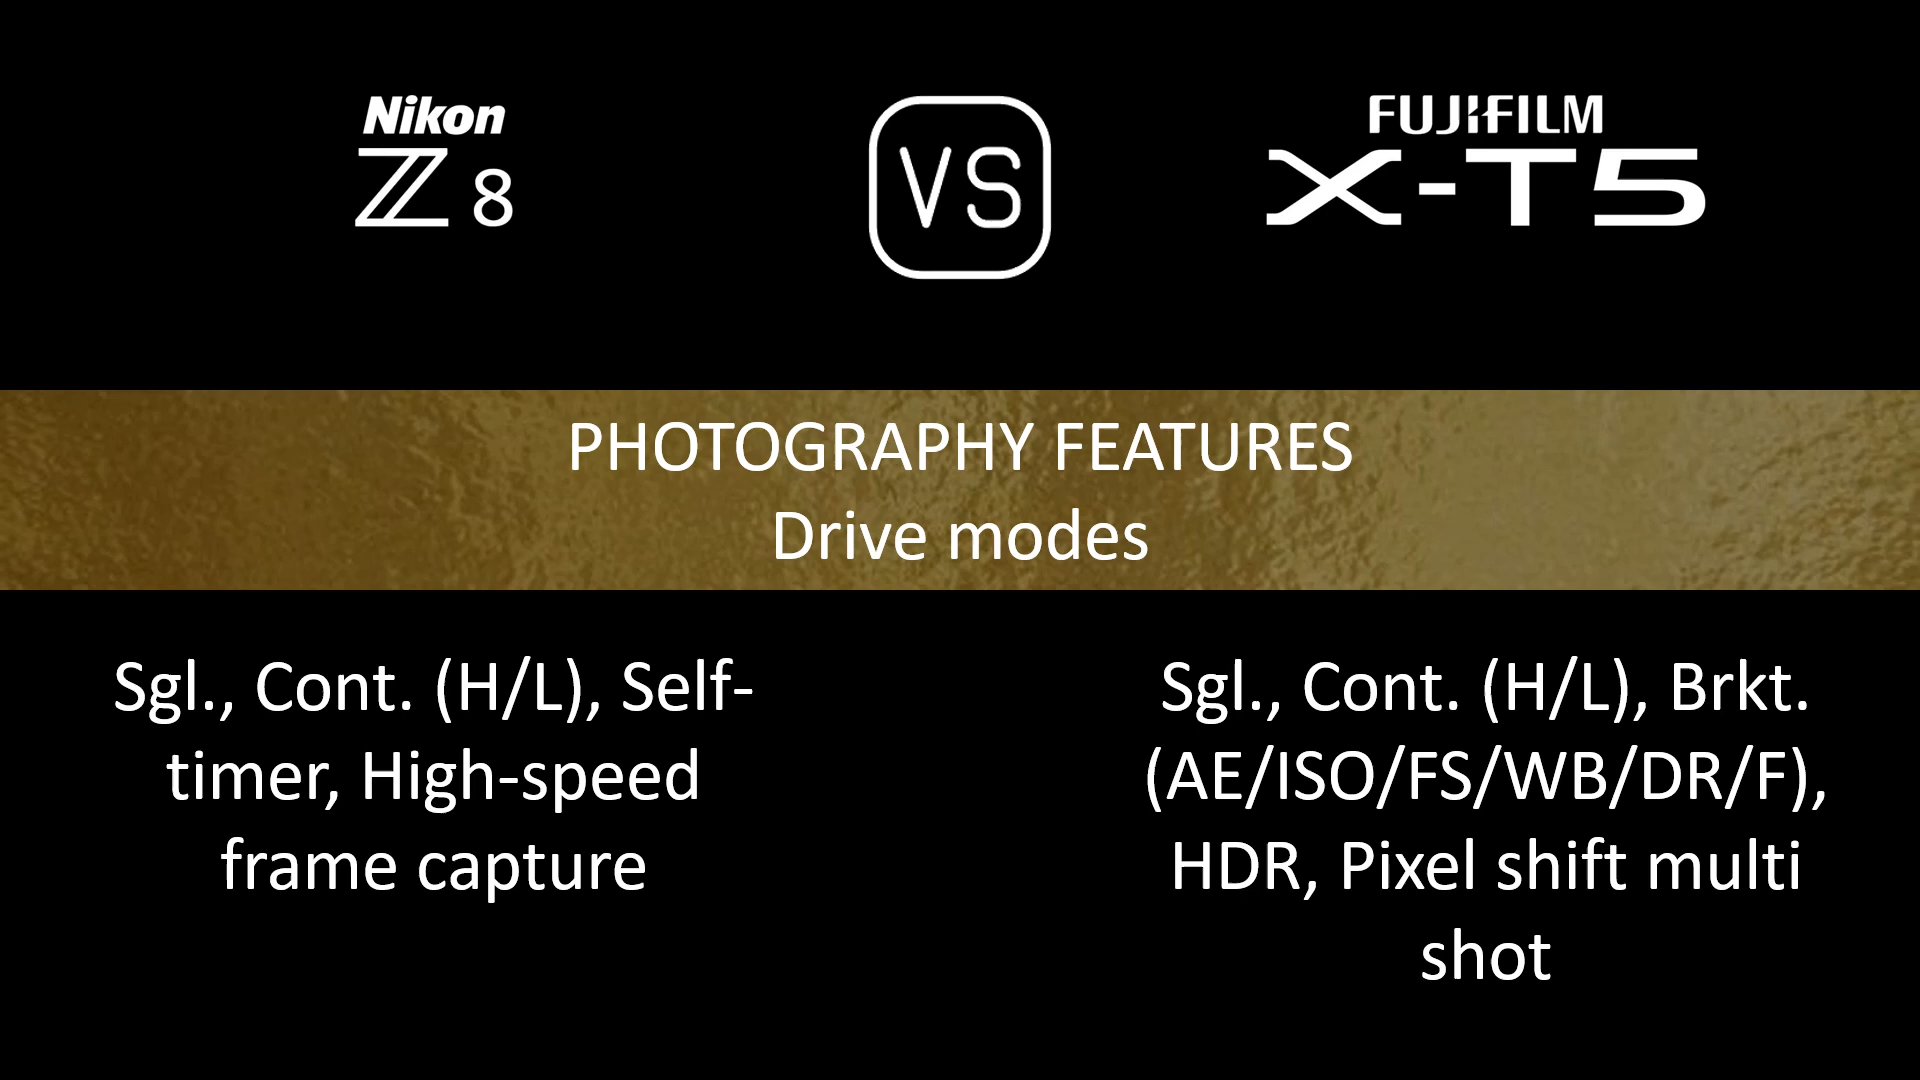 Nikon
Z 8
VS
FUJIFILM
X-T5
PHOTOGRAPHY FEATURES
Drive modes
Sgl., Cont. (H/L), Self-
timer, High-speed
frame capture
Sgl., Cont. (H/L), Brkt.
(AE/ISO/FS/WB/DR/F),
HDR, Pixel shift multi
shot